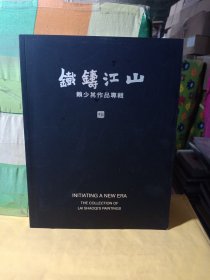 鐵鑄江山
賴少其作品專輯
INITIATING A NEW ERA
THE COLLECTION OF
LAI SHAOQI'S PAINTINGS